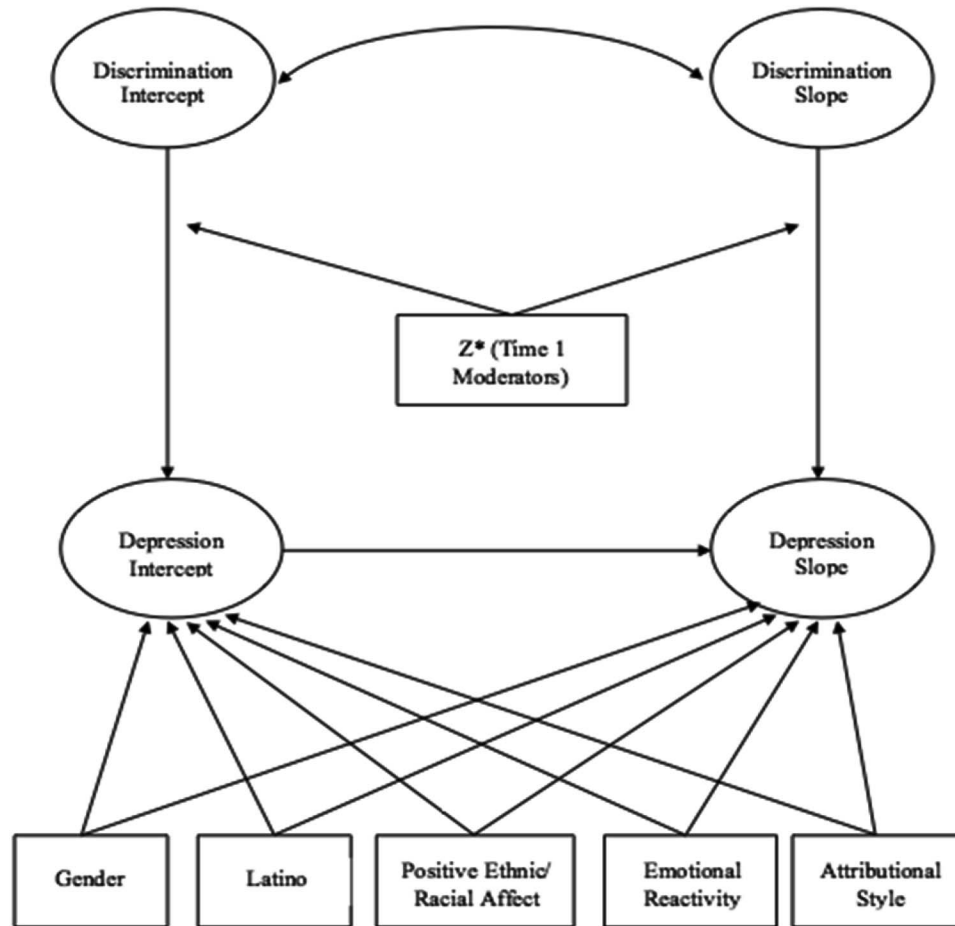 Discrimination
Intercept
Discrimination
Slope
Z* (Time 1
Moderators)
Depression
Intercept
Depression
Slope
Gender
Latino
Positive Ethnic/
Racial Affect
Emotional
Reactivity
Attributional
Style